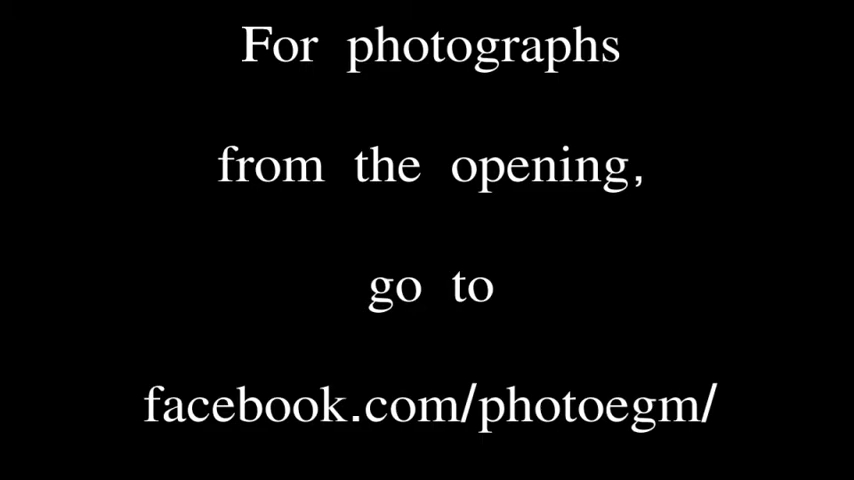 For photographs
from the opening,
go to
facebook.com/photoegm/